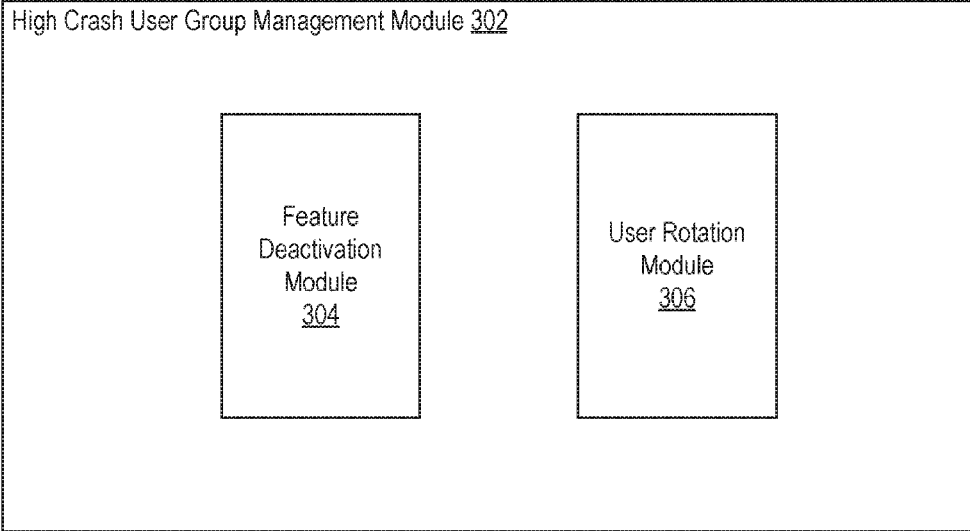 High Crash User Group Management Module 302
Feature
Deactivation
Module
304
User Rotation
Module
306